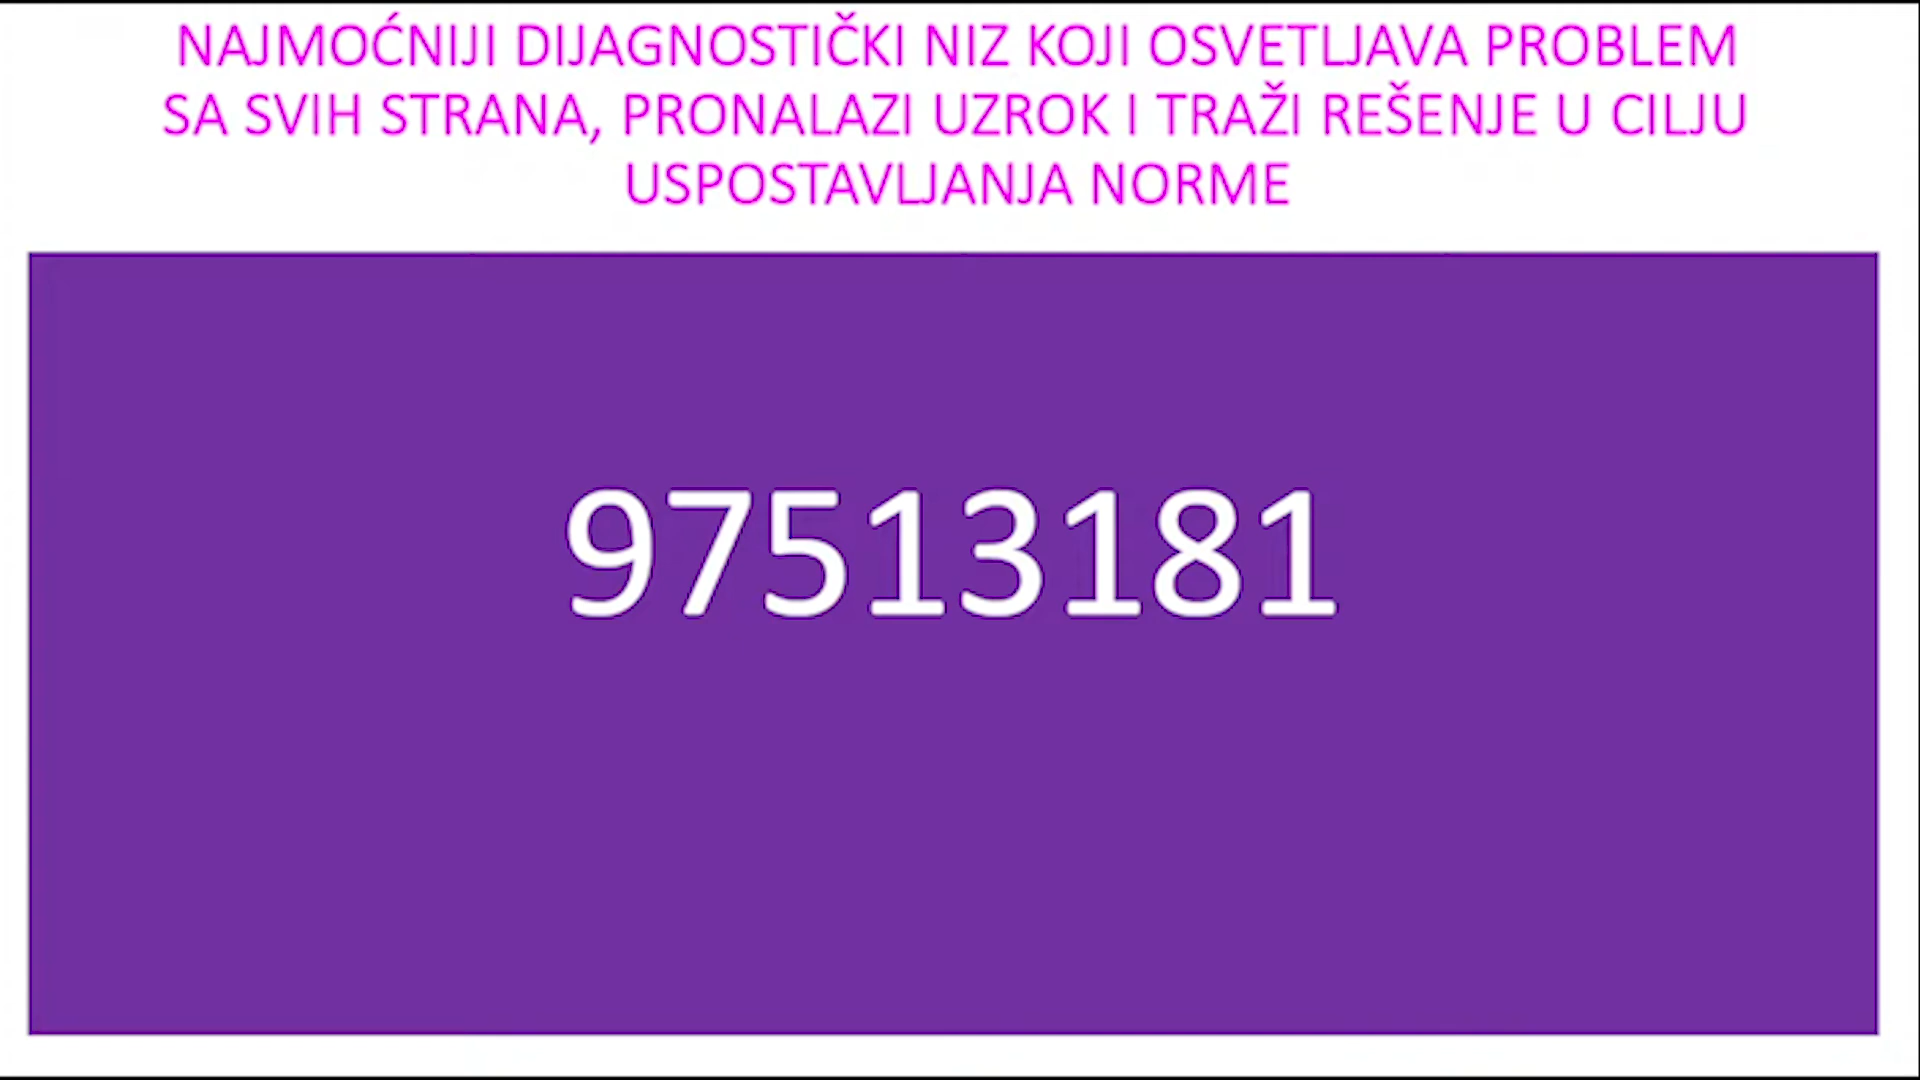 NAJMOĆNIJI DIJAGNOSTIČKI NIZ KOJI OSVETLJAVA PROBLEM
SA SVIH STRANA, PRONALAZI UZROK I TRAŽI REŠENJE U CILJU
USPOSTAVLJANJA NORME
97513181